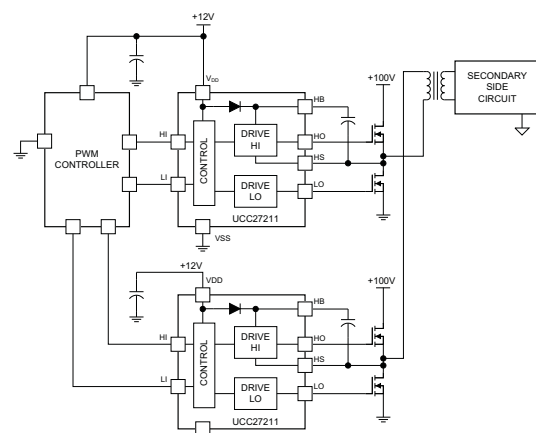 +12V
VDD
+100V
SECONDARY
SIDE
CIRCUIT
HB
PWM
CONTROLLER
HI
LI
CONTROL
DRIVE
HI
DRIVE
LO
HO
HS
LO
UCC27211
VSS
+12V
VDD
+100V
HB
HI
LI
CONTROL
DRIVE
HI
DRIVE
LO
HO
HS
LO
UCC27211